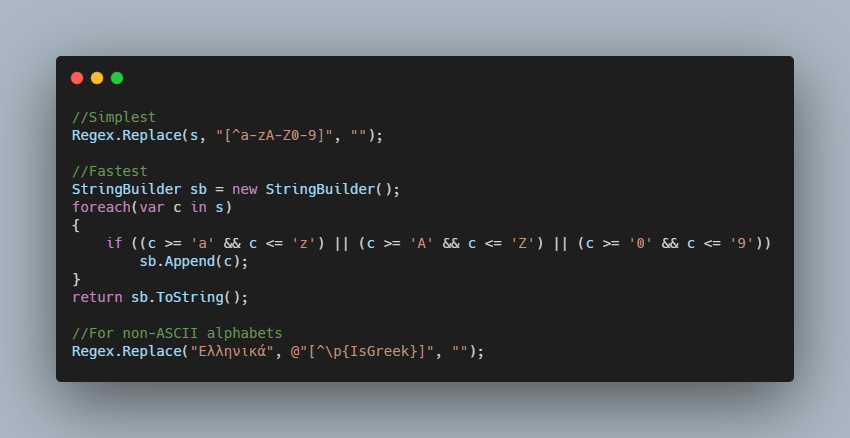 //Simplest
Regex.Replace(s, "[^a-zA-Z0-9]", "");
//Fastest
StringBuilder sb = new StringBuilder();
foreach(var c in s)
{
    if ((c >= 'a' && c <= 'z') || (c >= 'A' && c <= 'Z') || (c >= '0' && c <= '9'))
        sb.Append(c);
}
return sb.ToString();
//For non-ASCII alphabets
Regex.Replace("Ελληνικά", @"[^\p{IsGreek}]", "");